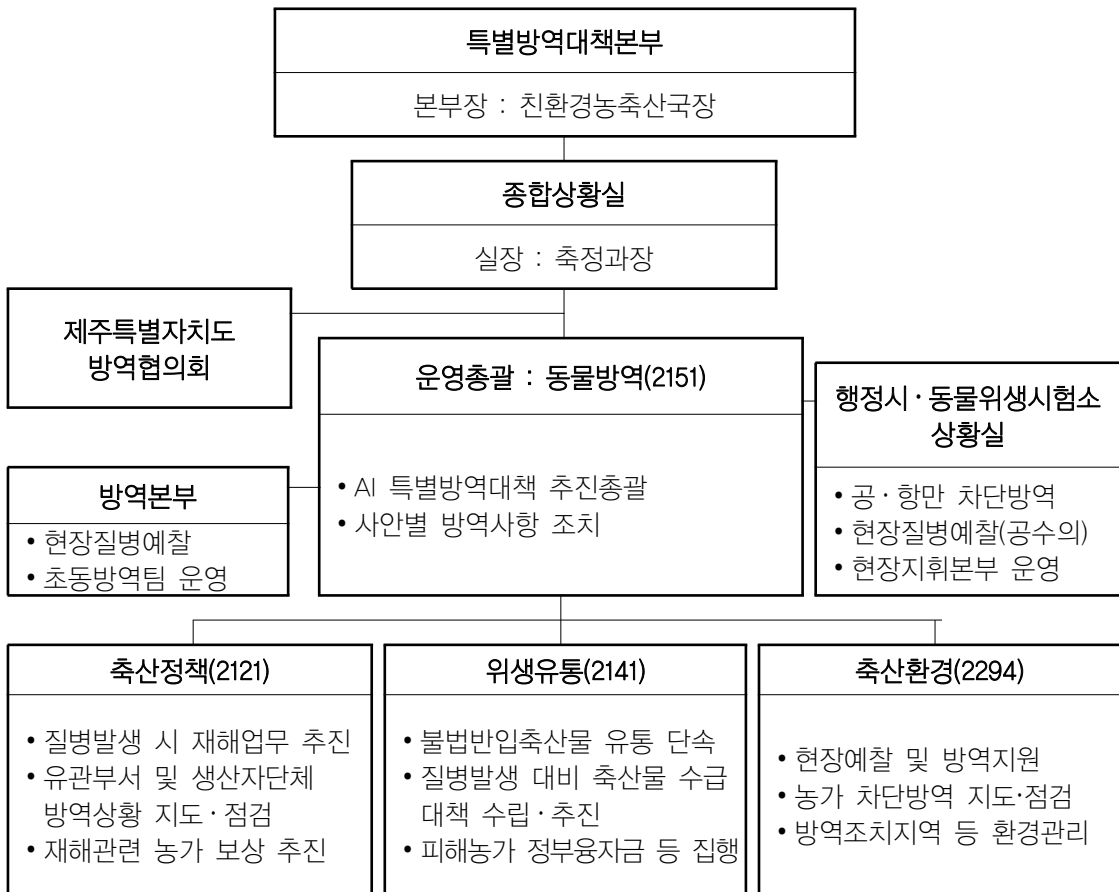 특별방역대책본부
본부장 : 친환경농축산국장
종합상황실
실장 : 축정과장
제주특별자치도
방역협의회
운영총괄 : 동물방역(2151)
• AI 특별방역대책 추진총괄
• 사안별 방역사항 조치
행정시·동물위생시험소
상황실
• 공·항만 차단방역
• 현장질병예찰(공수의)
• 현장지휘본부 운영
방역본부
• 현장질병예찰
• 초동방역팀 운영
축산정책(2121)
• 질병발생 시 재해업무 추진
• 유관부서 및 생산자단체
방역상황 지도·점검
• 재해관련 농가 보상 추진
위생유통(2141)
• 불법반입축산물 유통 단속
• 질병발생 대비 축산물 수급
대책 수립·추진
• 피해농가 정부융자금 등 집행
축산환경(2294)
• 현장예찰 및 방역지원
• 농가 차단방역 지도·점검
• 방역조치지역 등 환경관리